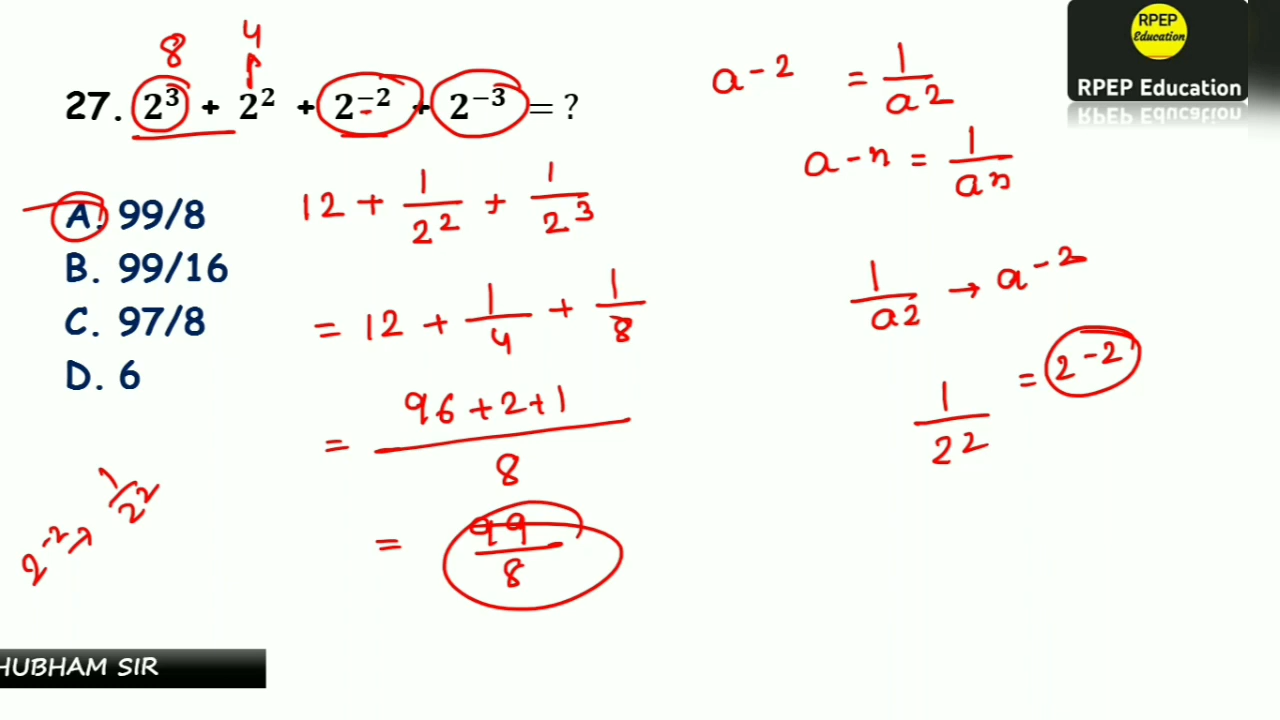 RPEP
Education
RPEP Education
8 4
27. 2³ + 2² + 2⁻² + 2⁻³ = ?
A. 99/8
B. 99/16
C. 97/8
D. 6
12 + 1/2² + 1/2³
= 12 + 1/4 + 1/8
= 96+2+1/8
= 99/8
2⁻² → 1/2²
a-2 = 1/a2
a-n = 1/an
1/a2 → a⁻²
1/22 = 2⁻²
HUBHAM SIR